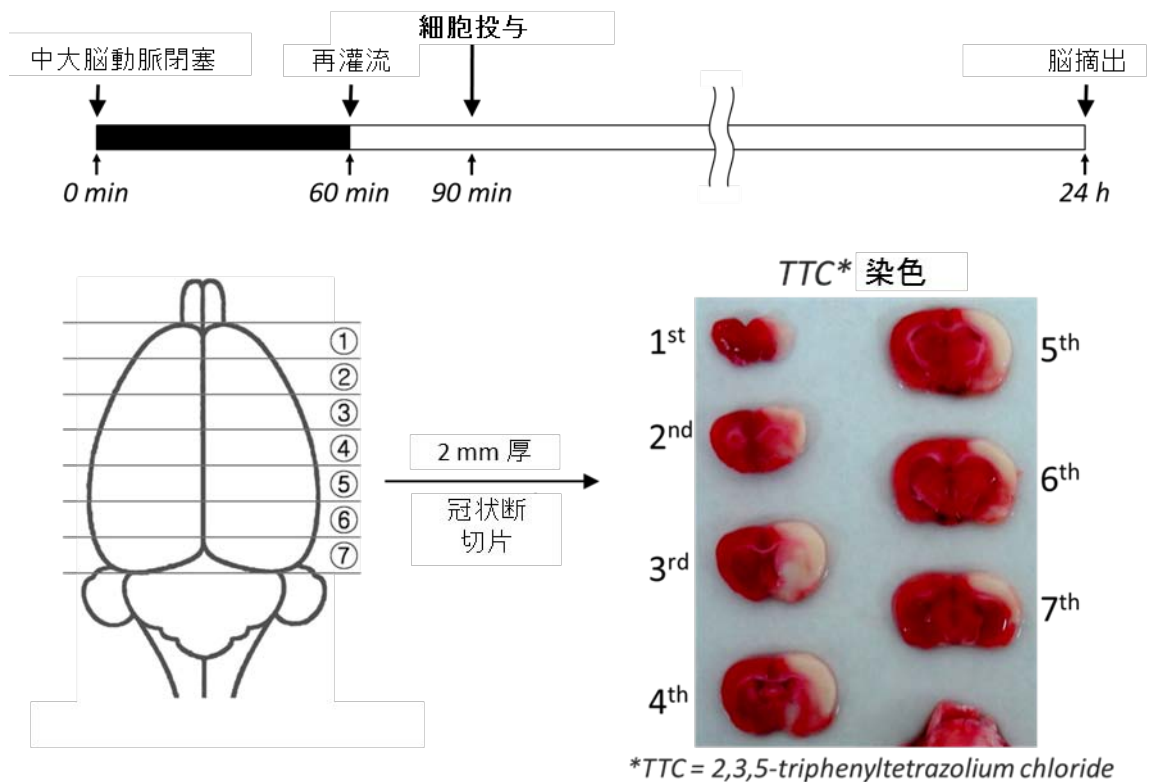 細胞投与
中大脳動脈閉塞
再灌流
脳摘出
0 min
60 min
90 min
24 h
①
②
③
④
⑤
⑥
⑦
2 mm 厚
冠状断
切片
TTC* 染色
1st
2nd
3rd
4th
5th
6th
7th
*TTC = 2,3,5-triphenyltetrazolium chloride